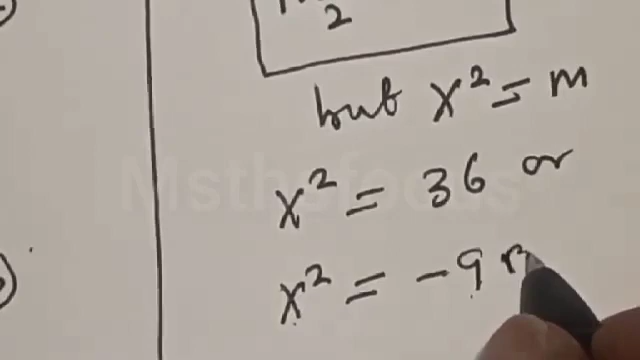 2
but x² = m
x² = 36 or
x² = -9